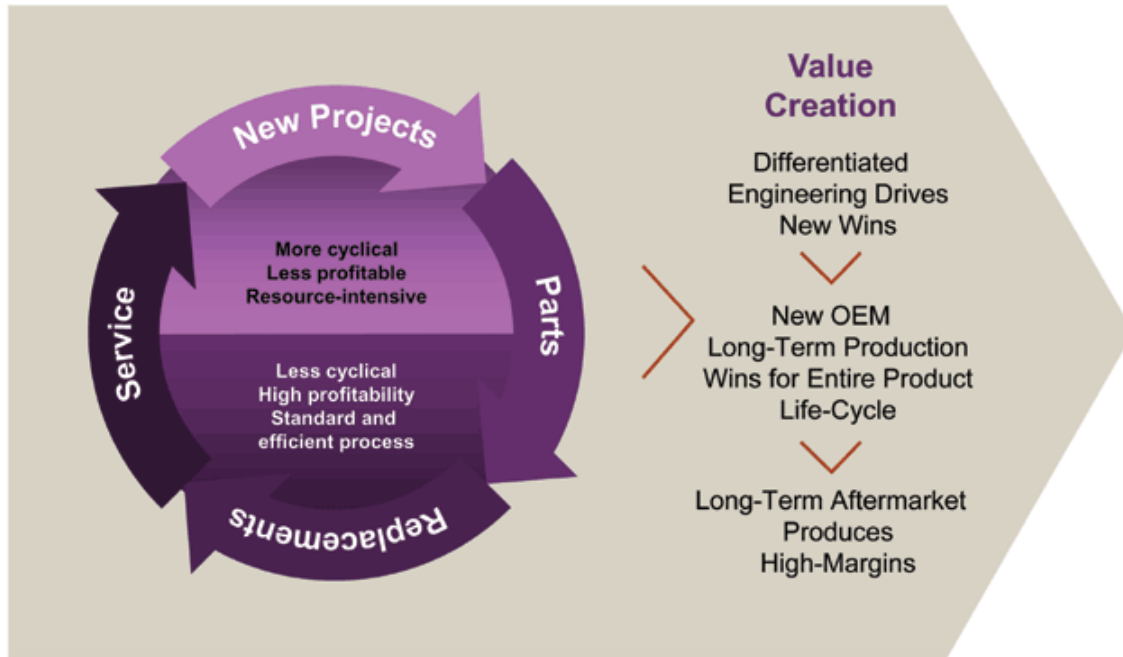 New Projects
Parts
Replacements
Service
More cyclical
Less profitable
Resource-intensive
Less cyclical
High profitability
Standard and
efficient process
Value
Creation
Differentiated
Engineering Drives
New Wins
New OEM
Long-Term Production
Wins for Entire Product
Life-Cycle
Long-Term Aftermarket
Produces
High-Margins